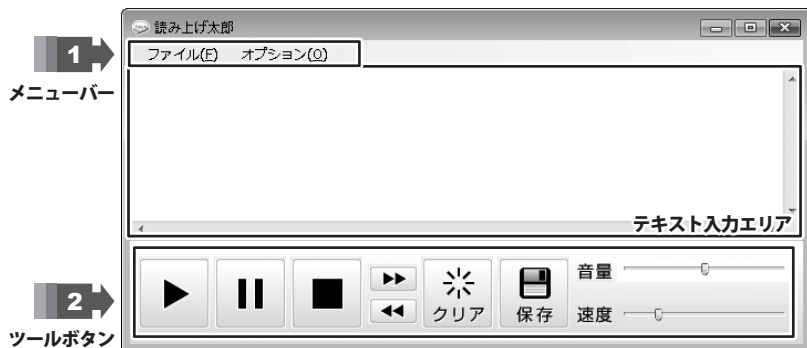 読み上げ太郎
1
ファイル(F) オプション(O)
メニューバー
テキスト入力エリア
2
ツールボタン
クリア
保存
音量
速度